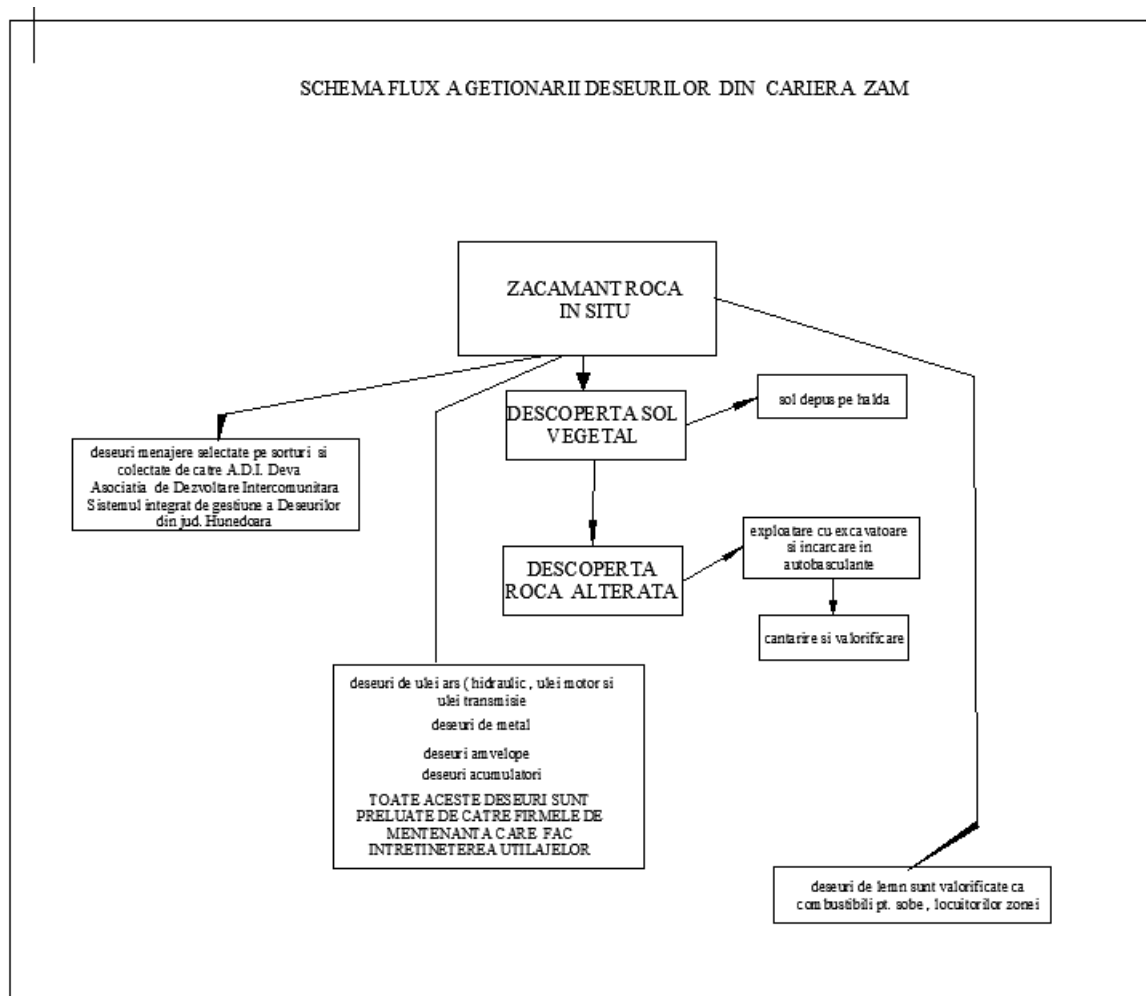 SCHEMA FLUX A GETIONARII DESEURILOR DIN CARIERA ZAM
ZACAMANT ROCA
IN SITU
DESCOPERTA SOL
VEGETAL
sol depus pe halda
deseuri menajere selectate pe sorturi si
colectate de catre A.D.I. Deva
Asociatia de Dezvoltare Intercomunitara
Sistemul integrat de gestiune a Deseurilor
din jud. Hunedoara
DESCOPERTA
ROCA ALTERATA
exploatare cu excavatoare
si incarcare in
autobasculante
cantarire si valorificare
deseuri de ulei ars ( hidraulic , ulei motor si
ulei transmisie
deseuri de metal
deseuri amvelope
deseuri acumulatori
TOATE ACESTE DESEURI SUNT
PRELUATE DE CATRE FIRMELE DE
MENTENANTA CARE FAC
INTRETINETEREA UTILAJELOR
deseuri de lemn sunt valorificate ca
combustibili pt. sobe , locuitorilor zonei